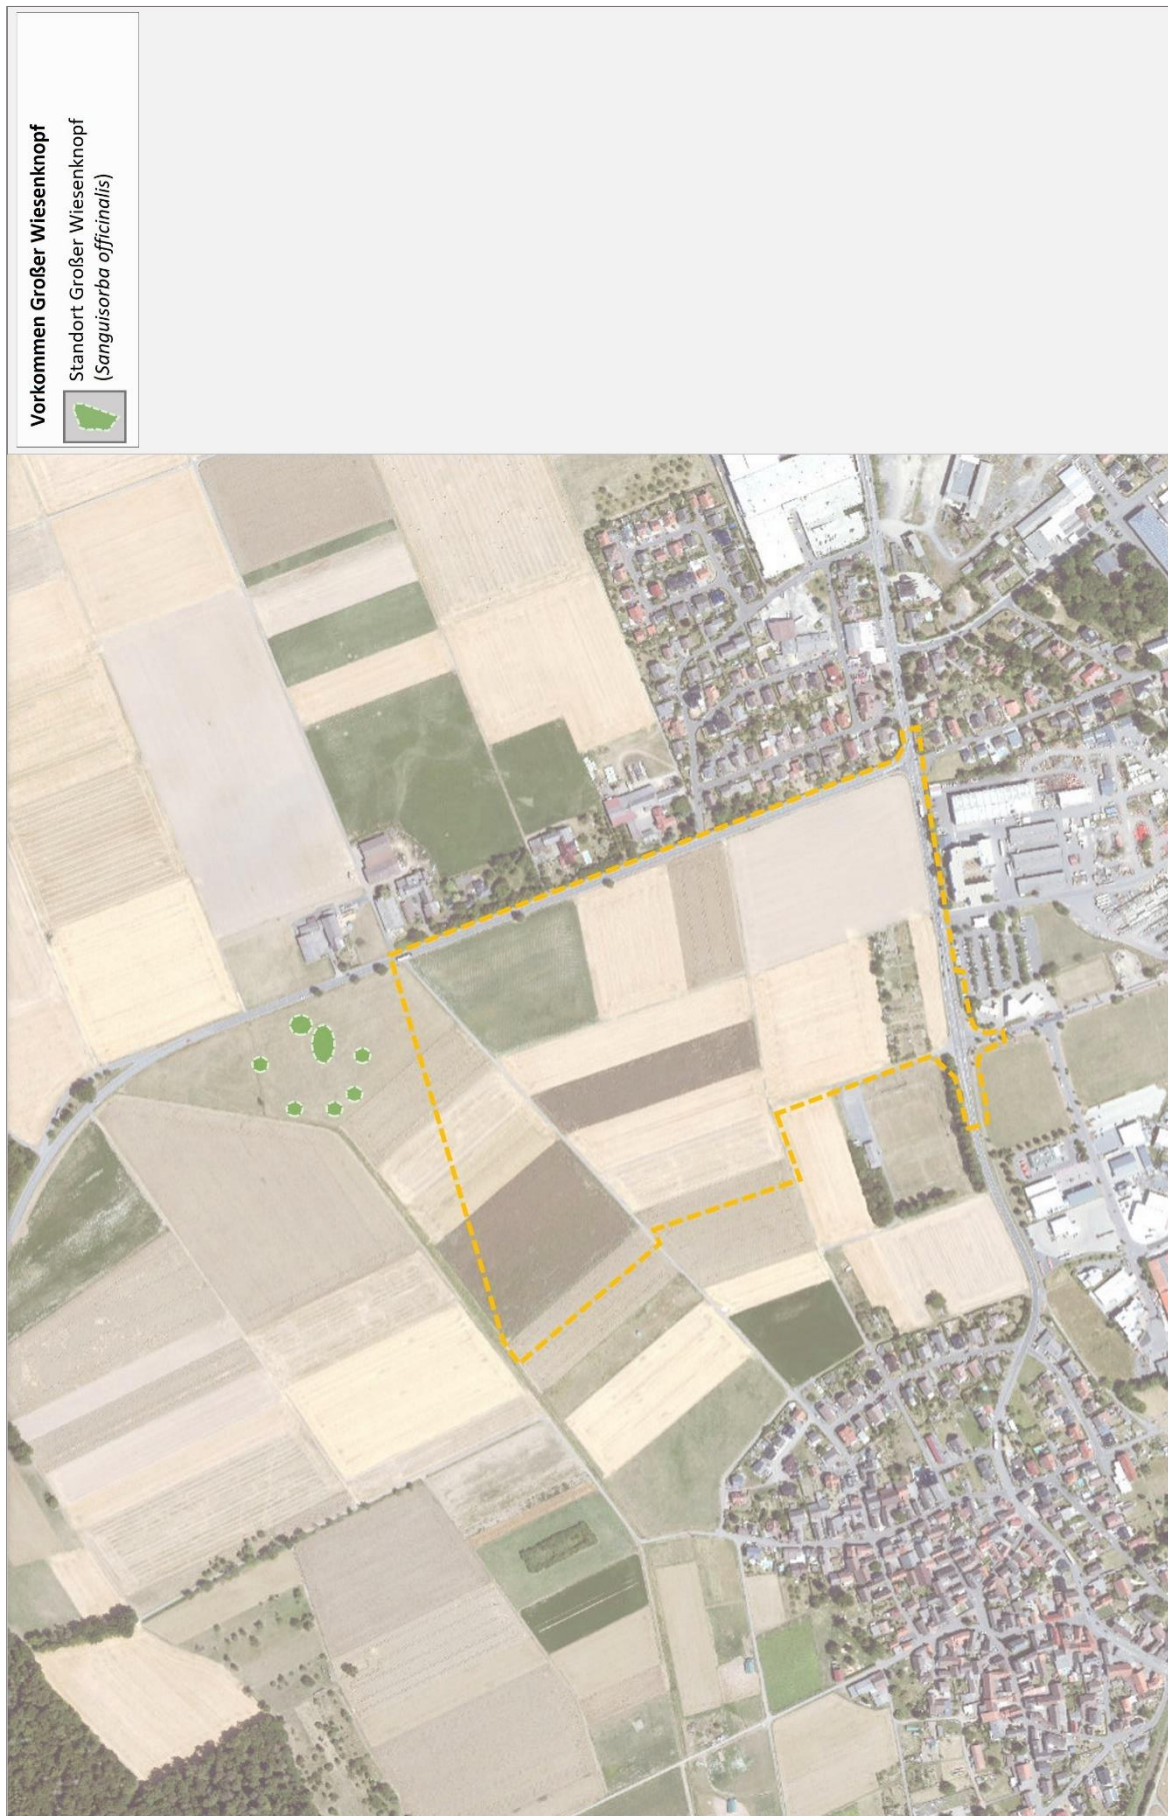 Vorkommen Großer Wiesenknopf
Standort Großer Wiesenknopf
(Sanguisorba officinalis)